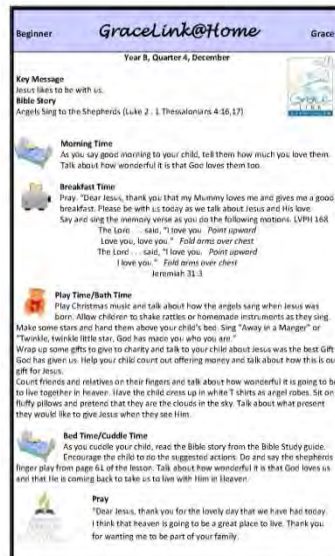 Beginner GraceLink@Home Grace
Year B, Quarter 4, December
Key Message
Jesus likes to be with us.
Bible Story
Angels Sing to the Shepherds (Luke 2 . 1 Thessalonians 4:16,17)
Grace
LINK
Morning Time
As you say good morning to your child, tell them how much you love them.
Talk about how wonderful it is that God loves them too.
Breakfast Time
Pray. "Dear Jesus, thank you that my Mummy loves me and gives me a good
breakfast. Please be with us today as we talk about Jesus and His love.
Say and sing the memory verse as you do the following motions. LVPH 168
The Lord . . . said, "I love you. Point upward
Love you, love you." Fold arms over chest
The Lord . . . said, "I love you. Point upward
I love you." Fold arms over chest
Jeremiah 31:3
Play Time/Bath Time
Play Christmas music and talk about how the angels sang when Jesus was
born. Allow children to shake rattles or homemade instruments as they sing.
Make some stars and hand them above your child's bed. Sing "Away in a Manger" or
"Twinkle, twinkle little star, God has made you who you are."
Wrap up some gifts to give to charity and talk to your child about Jesus was the best Gift
God has given us. Help your child count out offering money and talk about how this is our
gift for Jesus.
Count friends and relatives on their fingers and talk about how wonderful it is going to be
to live together in heaven. Have the child dress up in white T shirts as angel robes. Sit on
fluffy pillows and pretend that they are the clouds in the sky. Talk about what present
they would like to give Jesus when they see Him.
Bed Time/Cuddle Time
As you cuddle your child, read the Bible story from the Bible Study guide.
Encourage the child to do the suggested actions. Do and say the shepherds
finger play from page 61 of the lesson. Talk about how wonderful it is that God loves us
and that He is coming back to take us to live with Him in Heaven.
Pray
"Dear Jesus, thank you for the lovely day that we have had today.
I think that heaven is going to be a great place to live. Thank you
for wanting me to be part of your family.